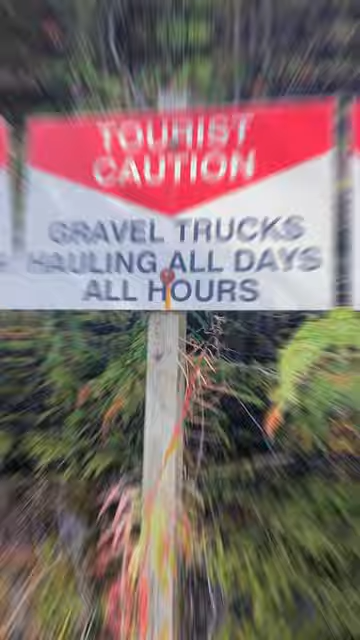 TOURIST
CAUTION
GRAVEL TRUCKS
HAULING ALL DAYS
ALL HOURS